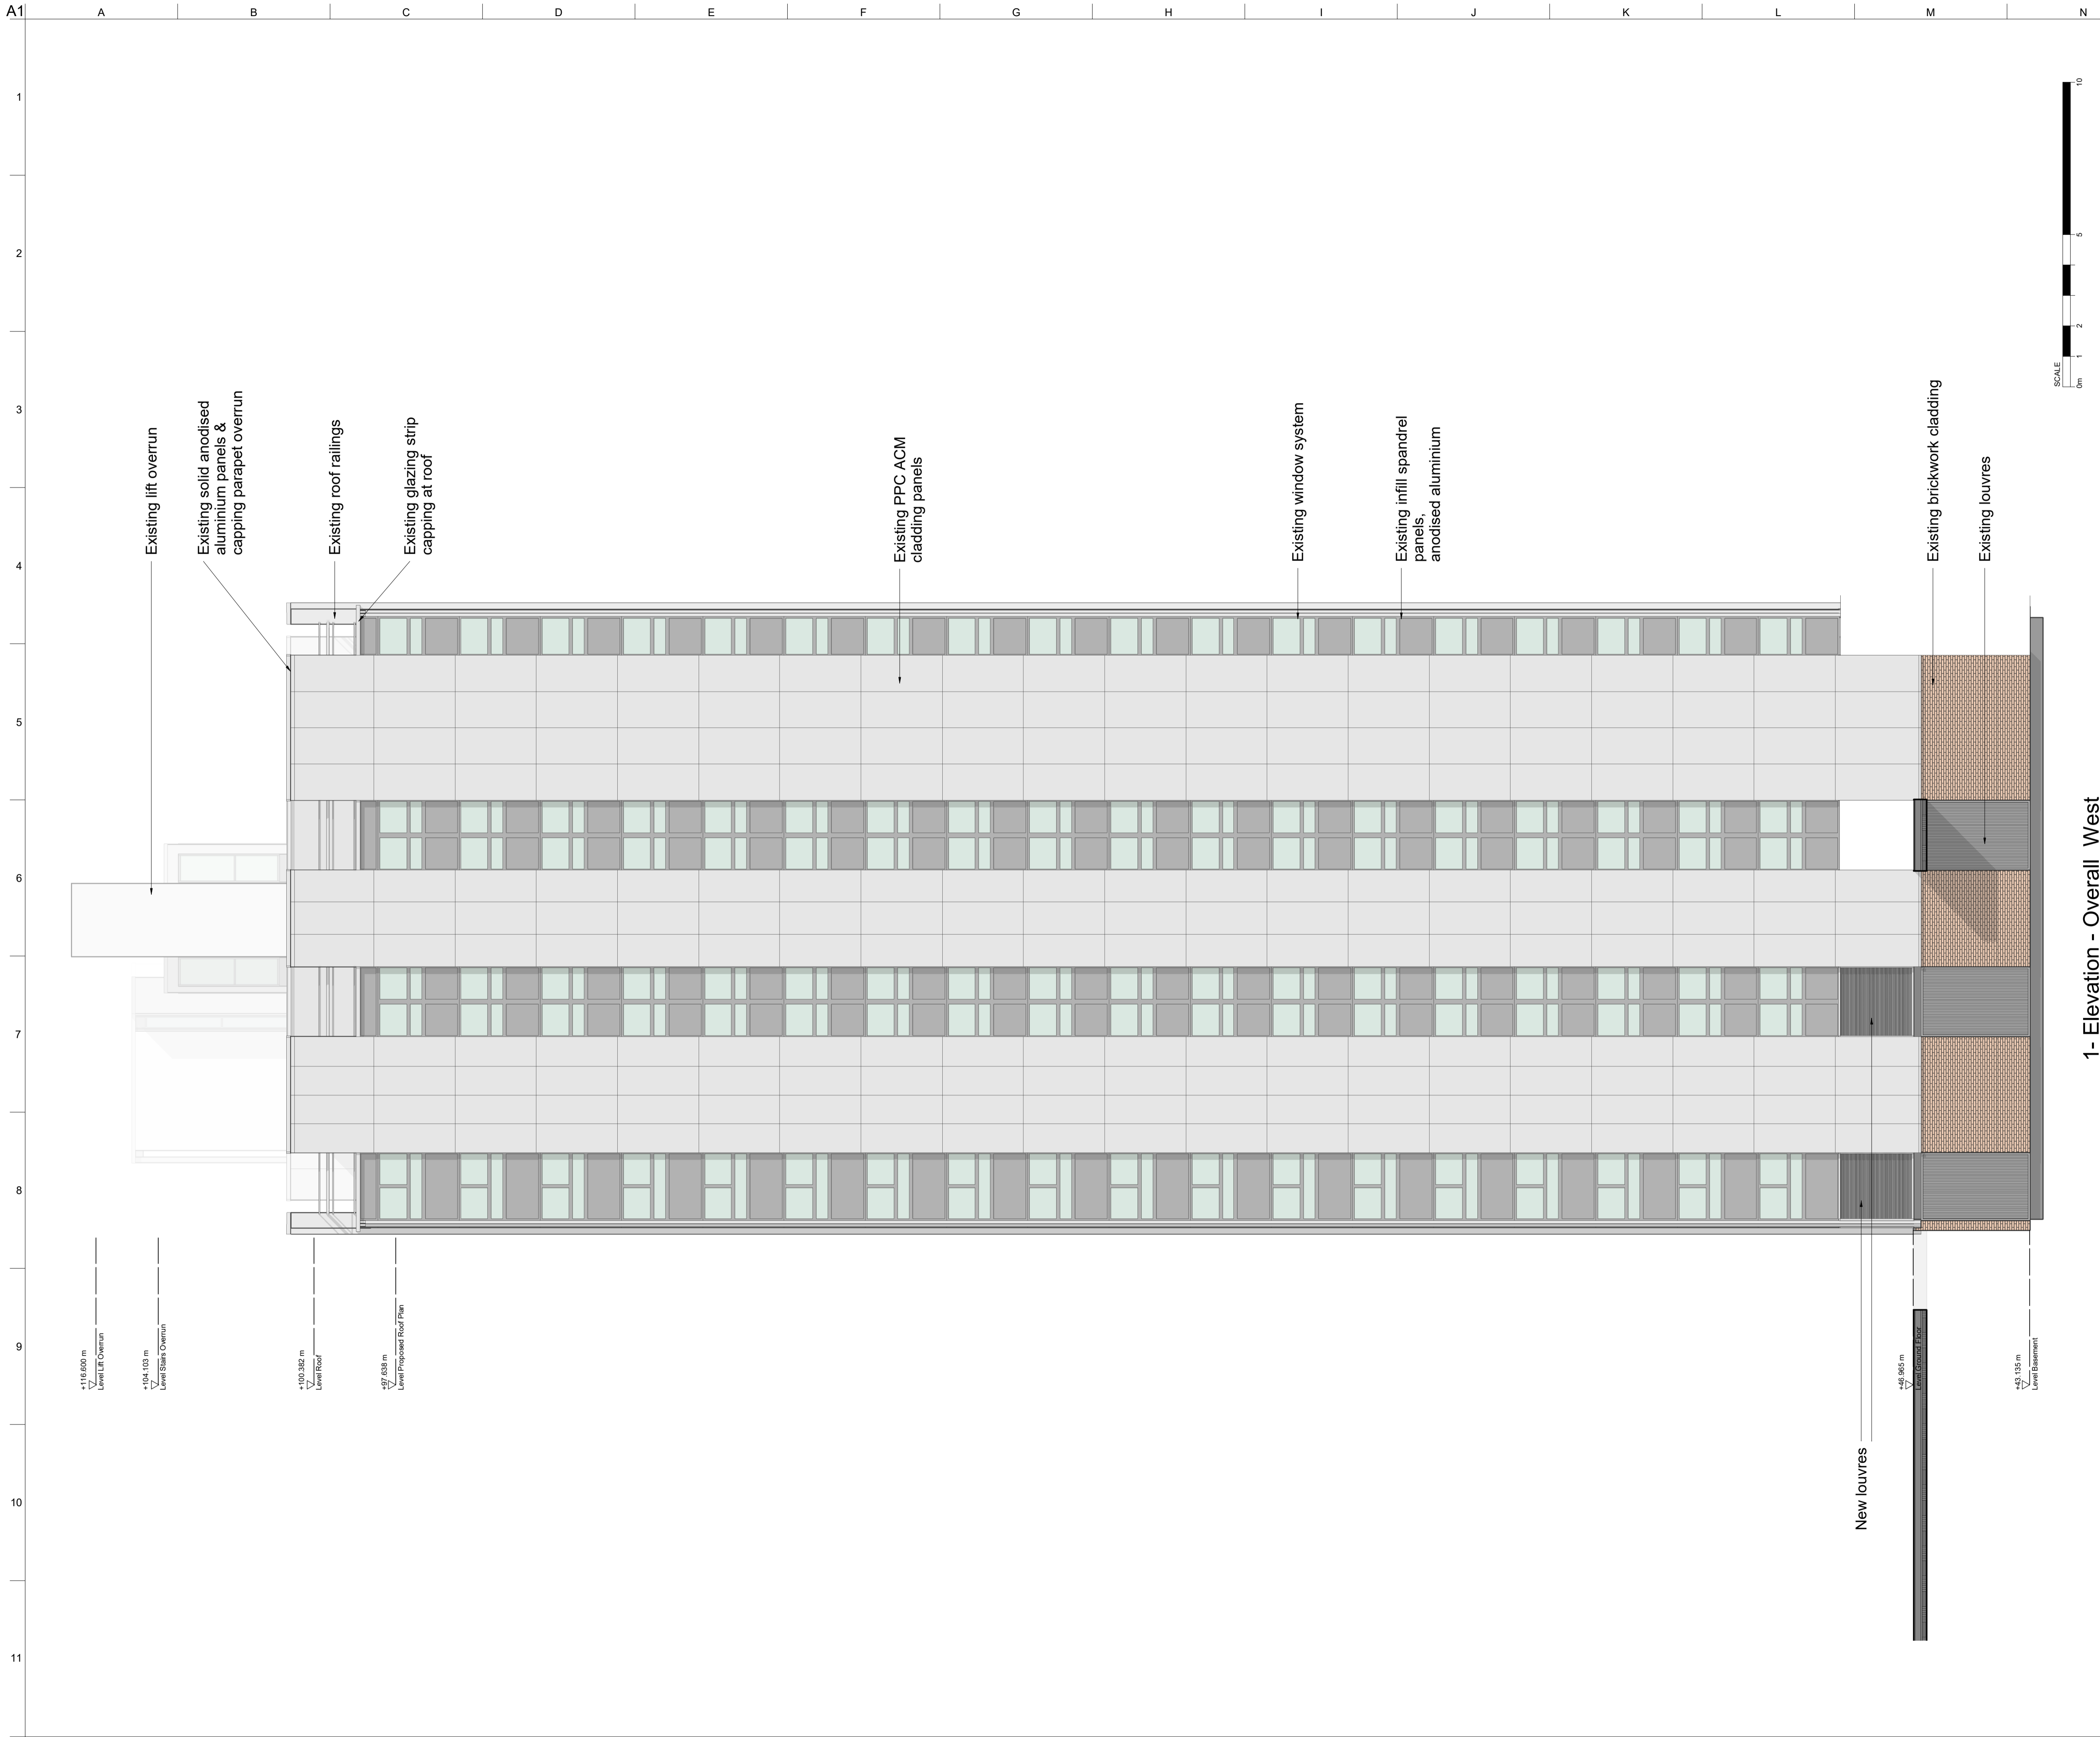 A1
A
B
C
D
E
F
G
H
I
J
K
L
M
N
1
2
3
4
5
6
7
8
9
10
11
Existing lift overrun
Existing solid anodised
aluminium panels &
capping parapet overrun
Existing roof railings
Existing glazing strip
capping at roof
Existing PPC ACM
cladding panels
Existing window system
Existing infill spandrel
panels,
anodised aluminium
Existing brickwork cladding
Existing louvres
New louvres
+116.600 m
Level Lift Overrun
+104.103 m
Level Stairs Overrun
+100.382 m
Level Roof
+97.638 m
Level Proposed Roof Plan
+46.965 m
Level Ground Floor
+43.135 m
Level Basement
SCALE
0m
1
2
5
10
1- Elevation - Overall West